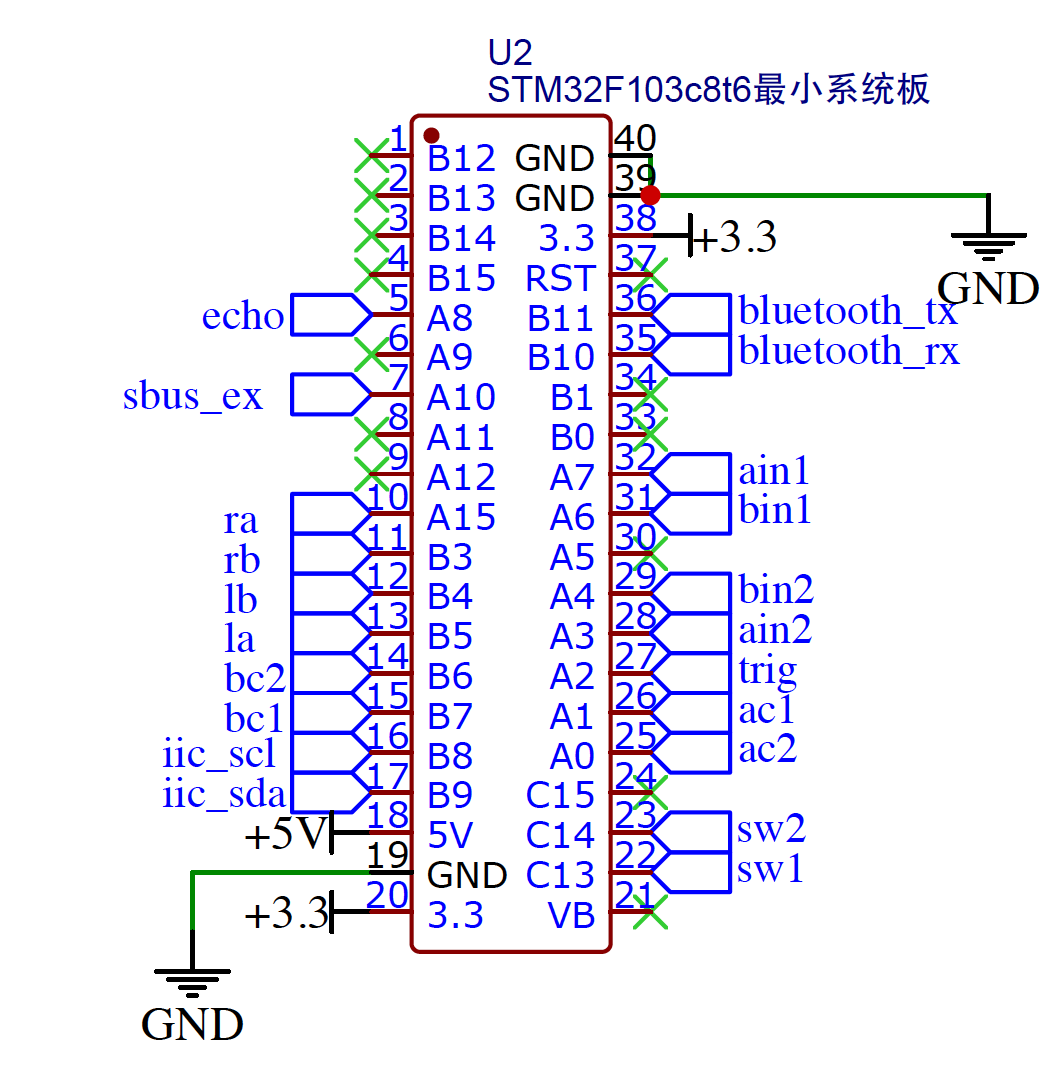 U2
STM32F103c8t6最小系统板
1 B12 GND 40
2 B13 GND 39
3 B14 3.3 38 +3.3
4 B15 RST 37
GND
echo 5 A8 B11 36 bluetooth_tx
6 A9 B10 35 bluetooth_rx
sbus_ex 7 A10 B1 34
8 A11 B0 33
9 A12 A7 32 ain1
ra 10 A15 A6 31 bin1
rb 11 B3 A5 30
lb 12 B4 A4 29 bin2
la 13 B5 A3 28 ain2
bc2 14 B6 A2 27 trig
bc1 15 B7 A1 26 ac1
iic_scl 16 B8 A0 25 ac2
iic_sda 17 B9 C15 24
+5V 18 5V C14 23 sw2
19 GND C13 22 sw1
+3.3 20 3.3 VB 21
GND